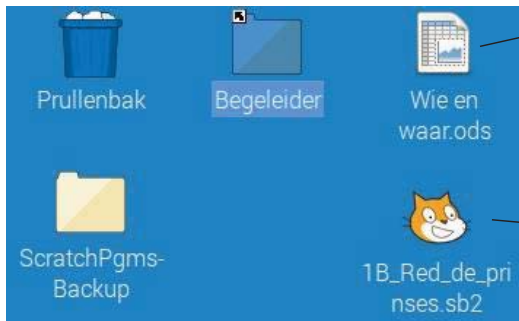 Prullenbak
Begeleider
Wie en
waar.ods
ScratchPgms-
Backup
1B_Red_de_pri
nses.sb2